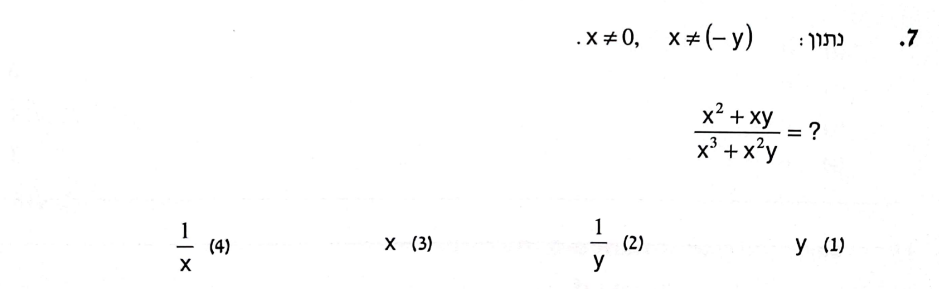 .7 נתון: x ≠ 0, x ≠ (− y).
(x² + xy) / (x³ + x²y) = ?
(1) y (2) 1/y (3) x (4) 1/x